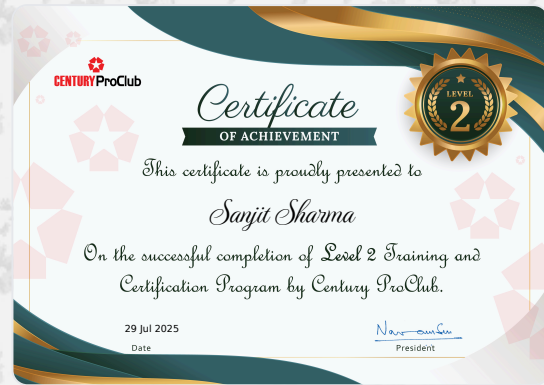 CENTURY ProClub
LEVEL
2
Certificate
OF ACHIEVEMENT
This certificate is proudly presented to
Sanjit Sharma
On the successful completion of Level 2 Training and
Certification Program by Century ProClub.
29 Jul 2025
Date
President